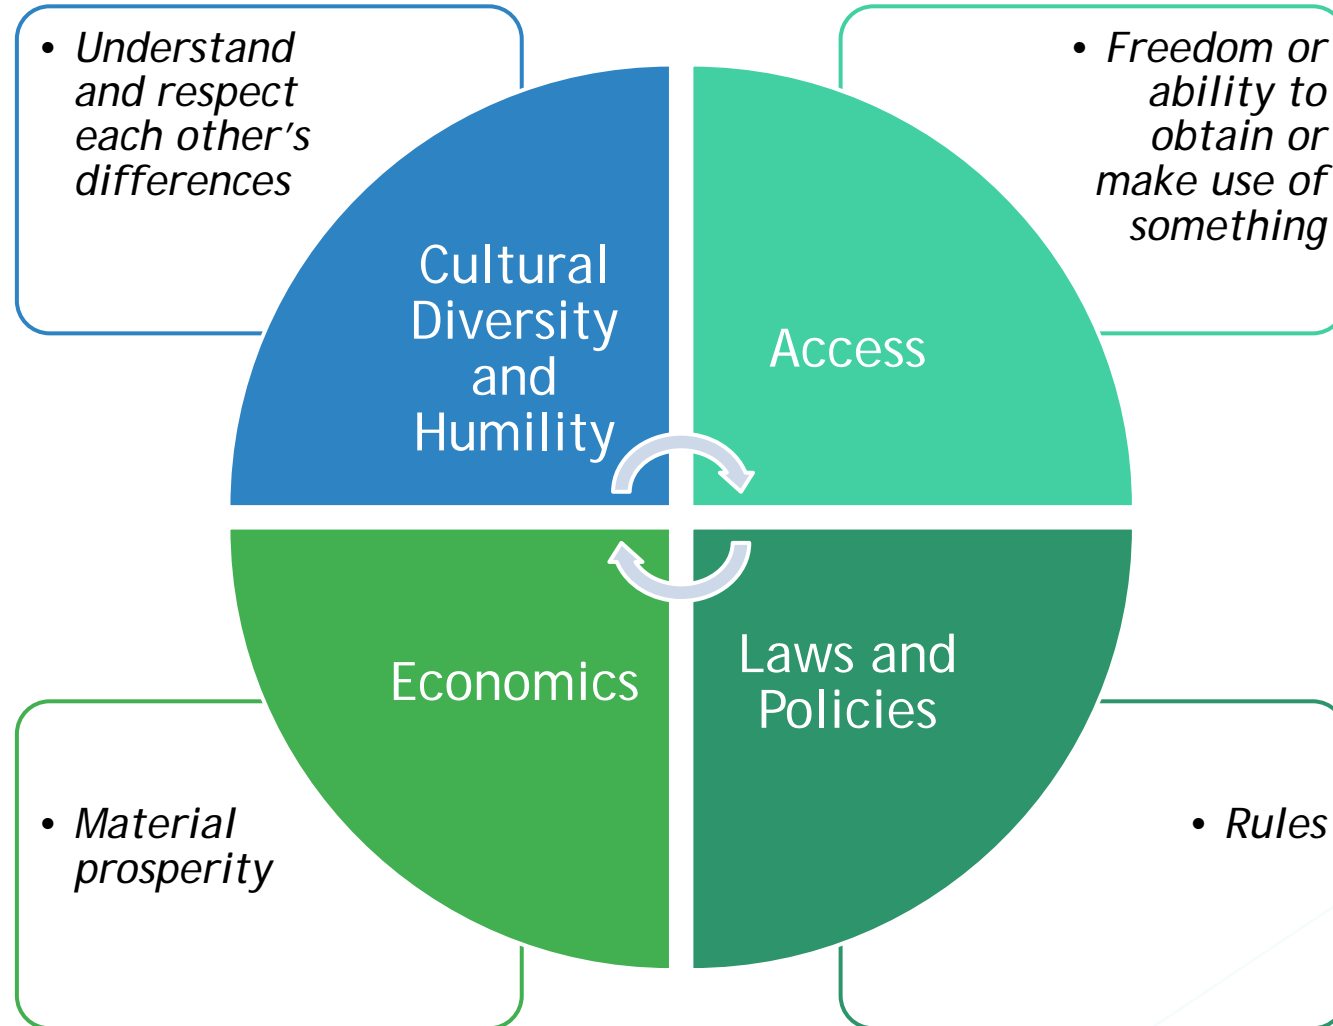 • Understand
and respect
each other's
differences
• Freedom or
ability to
obtain or
make use of
something
Cultural
Diversity
and
Humility
Access
Economics
Laws and
Policies
• Material
prosperity
• Rules